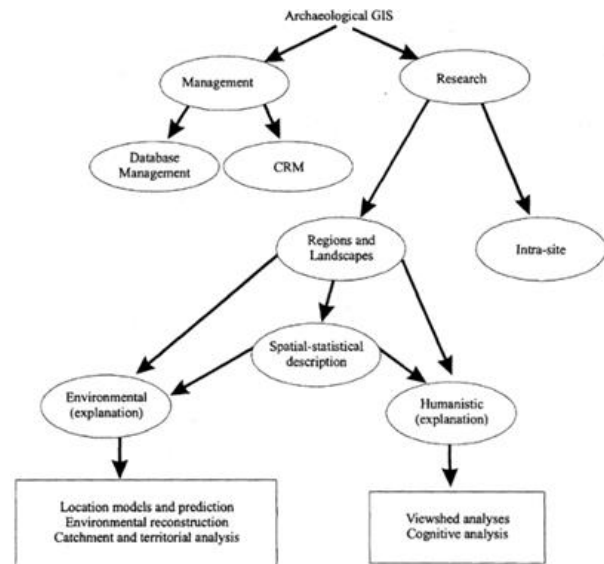 Archaeological GIS
Management
Research
Database
Management
CRM
Regions and
Landscapes
Intra-site
Spatial-statistical
description
Environmental
(explanation)
Humanistic
(explanation)
Location models and prediction
Environmental reconstruction
Catchment and territorial analysis
Viewshed analyses
Cognitive analysis